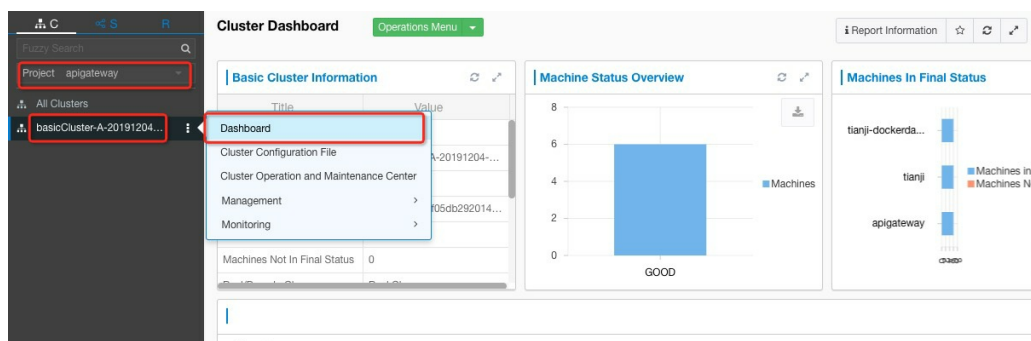 C S R
Fuzzy Search
Project apigateway
All Clusters
basicCluster-A-20191204...
Cluster Dashboard
Operations Menu
Report Information
Basic Cluster Information
Title Value
A-20191204-...
f05db292014...
Machines Not In Final Status 0
Dashboard
Cluster Configuration File
Cluster Operation and Maintenance Center
Management
Monitoring
Machine Status Overview
8
6
4
2
0
GOOD
Machines
Machines In Final Status
tianji-dockerda...
tianji
apigateway
Machines in
Machines N